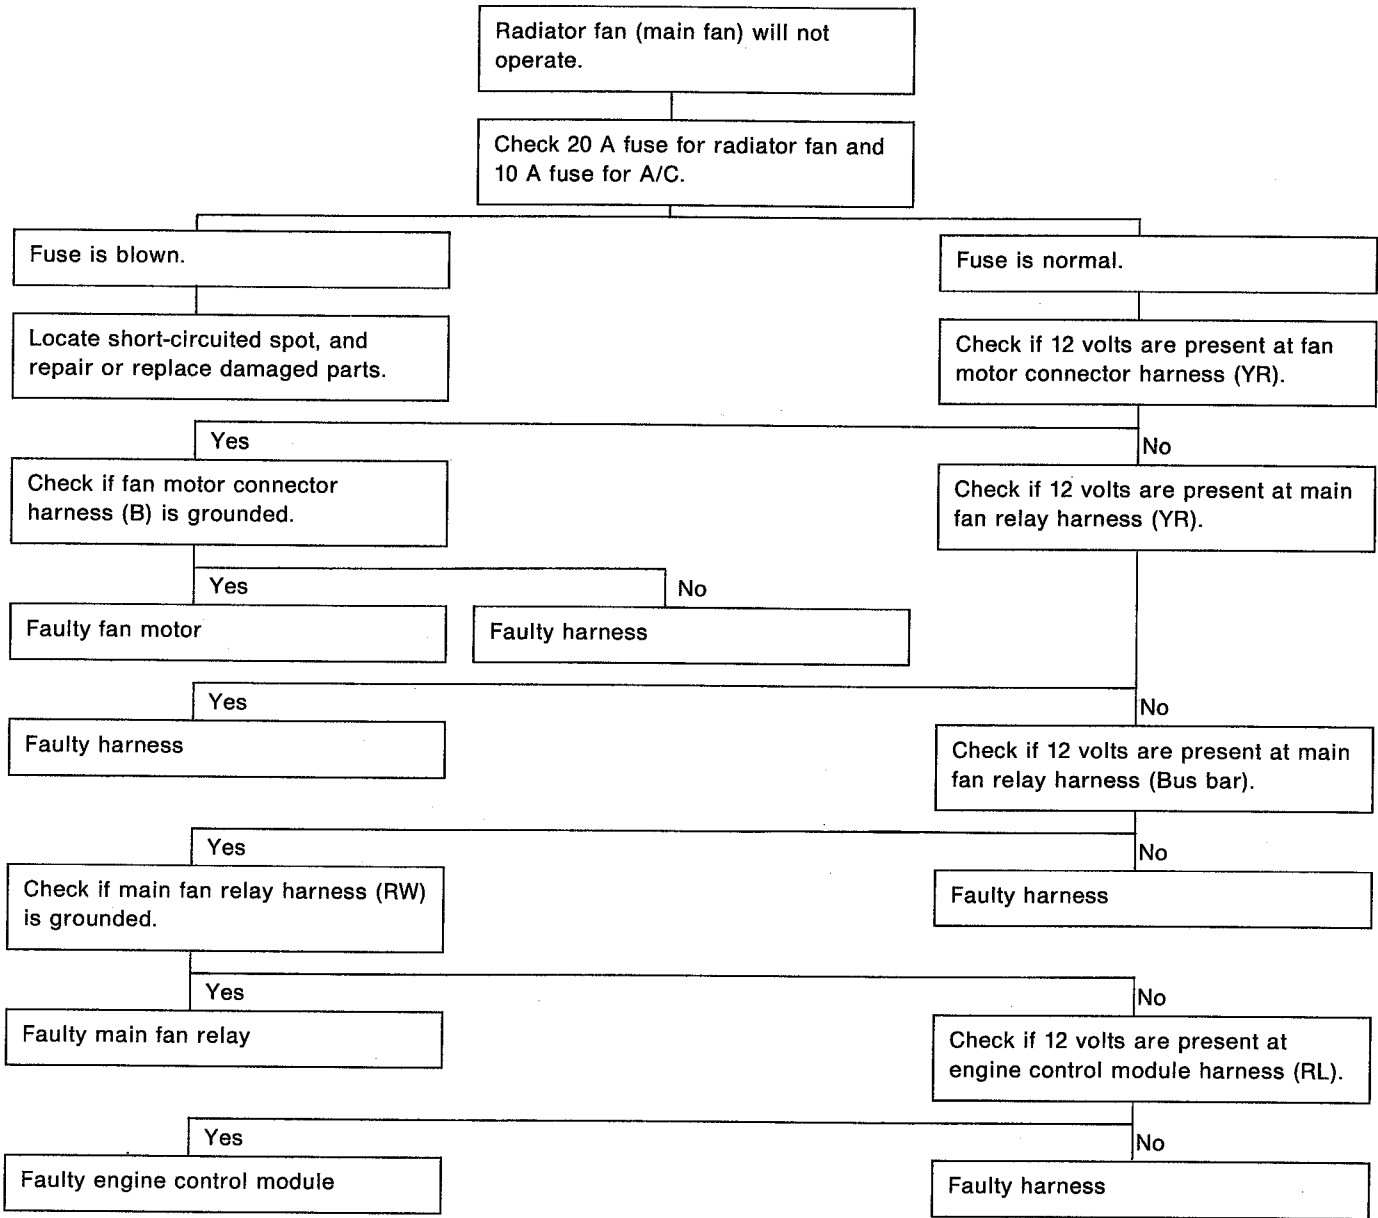 Radiator fan (main fan) will not
operate.
Check 20 A fuse for radiator fan and
10 A fuse for A/C.
Fuse is blown.
Fuse is normal.
Locate short-circuited spot, and
repair or replace damaged parts.
Check if 12 volts are present at fan
motor connector harness (YR).
Yes
No
Check if fan motor connector
harness (B) is grounded.
Check if 12 volts are present at main
fan relay harness (YR).
Yes
No
Faulty fan motor
Faulty harness
Yes
No
Faulty harness
Check if 12 volts are present at main
fan relay harness (Bus bar).
Yes
No
Check if main fan relay harness (RW)
is grounded.
Faulty harness
Yes
No
Faulty main fan relay
Check if 12 volts are present at
engine control module harness (RL).
Yes
No
Faulty engine control module
Faulty harness